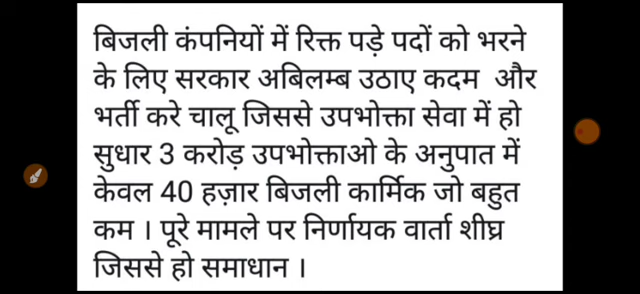 बिजली कंपनियों में रिक्त पड़े पदों को भरने
के लिए सरकार अबिलम्ब उठाए कदम और
भर्ती करे चालू जिससे उपभोक्ता सेवा में हो
सुधार 3 करोड़ उपभोक्ताओ के अनुपात में
केवल 40 हज़ार बिजली कार्मिक जो बहुत
कम । पूरे मामले पर निर्णायक वार्ता शीघ्र
जिससे हो समाधान ।